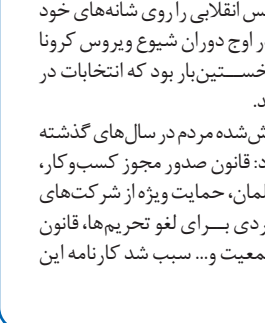 انقلابی را روی شانه‌های خود
اوج دوران شیوع ویروس کرونا
بار بود که انتخابات در
شده مردم در سال‌های گذشته
قانون صدور مجوز کسب‌وکار،
حمایت ویژه از شرکت‌های
بـــرای لغو تحریم‌ها، قانون
و... سبب شد کارنامه این